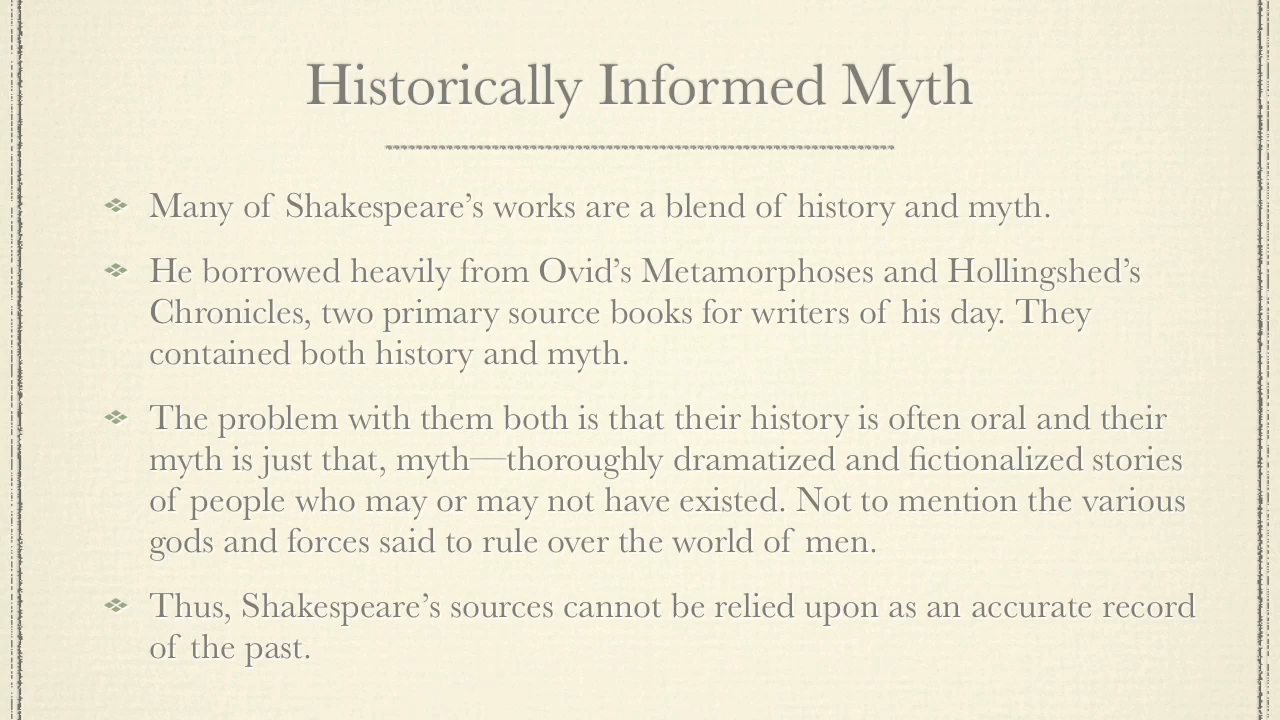 Historically Informed Myth
Many of Shakespeare’s works are a blend of history and myth.
He borrowed heavily from Ovid’s Metamorphoses and Hollingshed’s
Chronicles, two primary source books for writers of his day. They
contained both history and myth.
The problem with them both is that their history is often oral and their
myth is just that, myth—thoroughly dramatized and fictionalized stories
of people who may or may not have existed. Not to mention the various
gods and forces said to rule over the world of men.
Thus, Shakespeare’s sources cannot be relied upon as an accurate record
of the past.